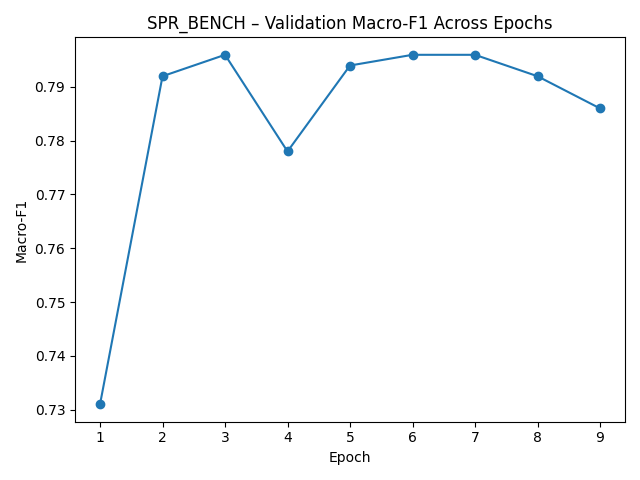 SPR_BENCH – Validation Macro-F1 Across Epochs
Macro-F1
0.79
0.78
0.77
0.76
0.75
0.74
0.73
1 2 3 4 5 6 7 8 9
Epoch